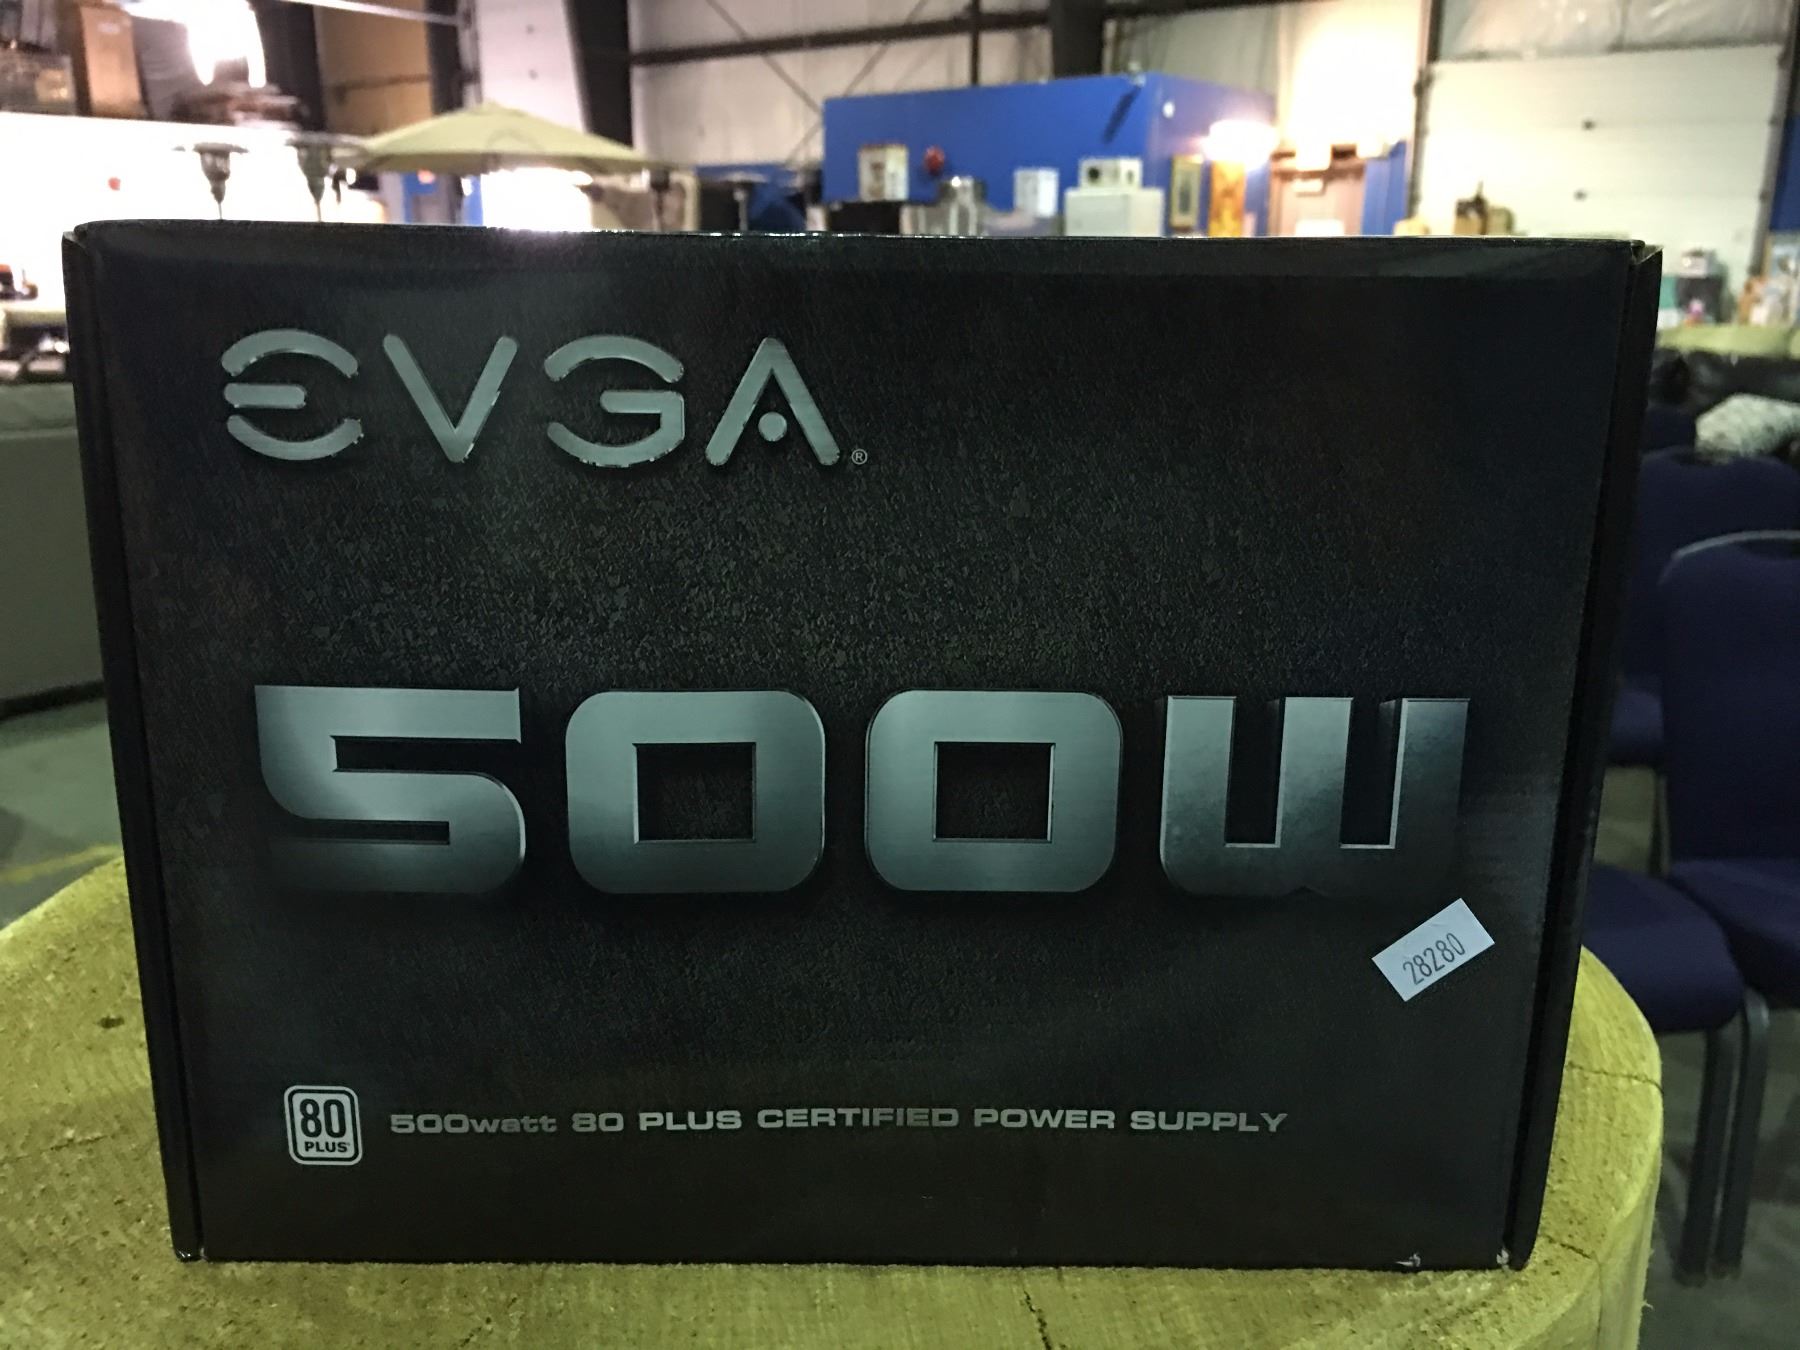 EVGA®
500W
28280
80
PLUS
500watt 80 PLUS CERTIFIED POWER SUPPLY